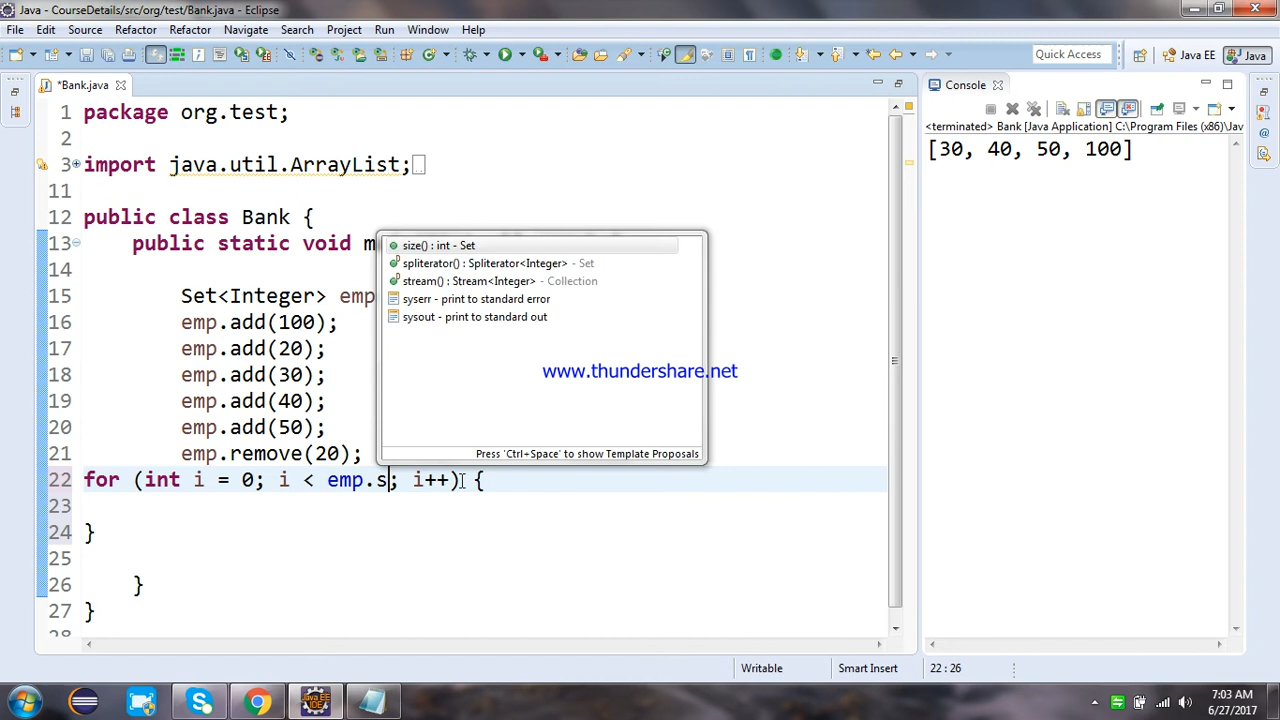 Java - CourseDetails/src/org/test/Bank.java - Eclipse
File Edit Source Refactor Refactor Navigate Search Project Run Window Help
Quick Access Java EE Java
*Bank.java
1 package org.test;
2
3 import java.util.ArrayList;
11
12 public class Bank {
13 public static void m
14
15 Set<Integer> emp
16 emp.add(100);
17 emp.add(20);
18 emp.add(30);
19 emp.add(40);
20 emp.add(50);
21 emp.remove(20);
22 for (int i = 0; i < emp.s; i++) {
23
24 }
25
26 }
27 }
28
size() : int - Set
spliterator() : Spliterator<Integer> - Set
stream() : Stream<Integer> - Collection
syserr - print to standard error
sysout - print to standard out
Press 'Ctrl+Space' to show Template Proposals
www.thundershare.net
Console
<terminated> Bank [Java Application] C:\Program Files (x86)\Jav
[30, 40, 50, 100]
Writable Smart Insert 22 : 26
7:03 AM
6/27/2017